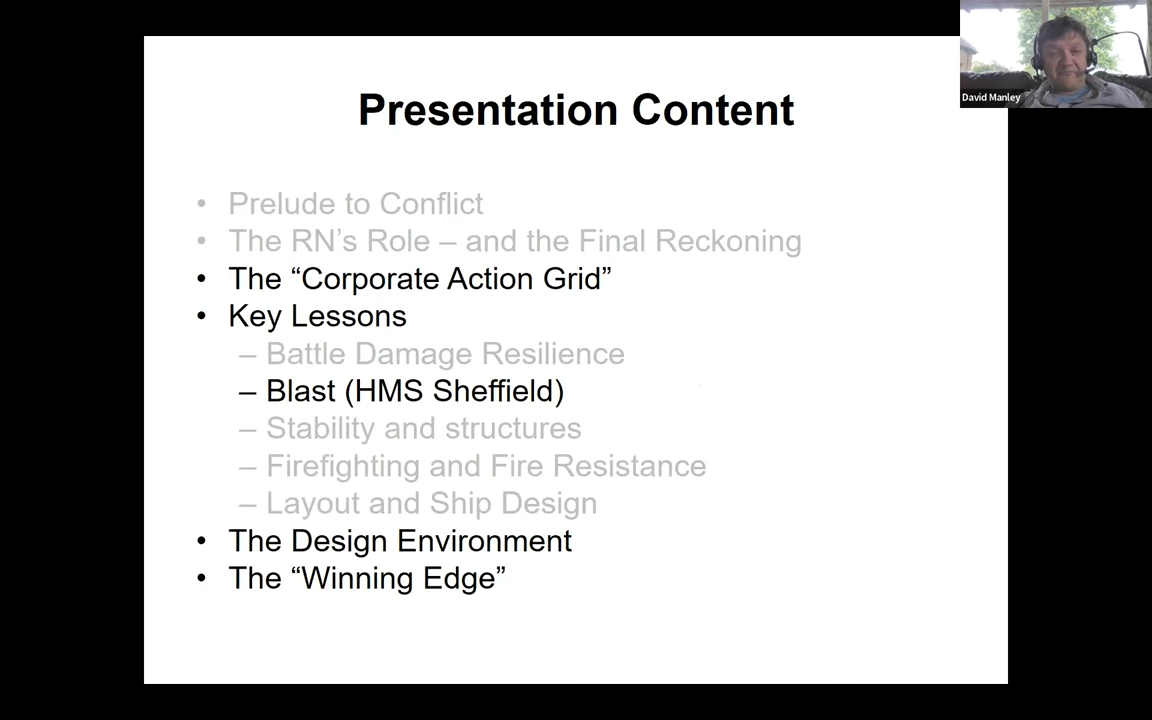 Presentation Content
David Manley
• Prelude to Conflict
• The RN’s Role – and the Final Reckoning
• The “Corporate Action Grid”
• Key Lessons
– Battle Damage Resilience
– Blast (HMS Sheffield)
– Stability and structures
– Firefighting and Fire Resistance
– Layout and Ship Design
• The Design Environment
• The “Winning Edge”